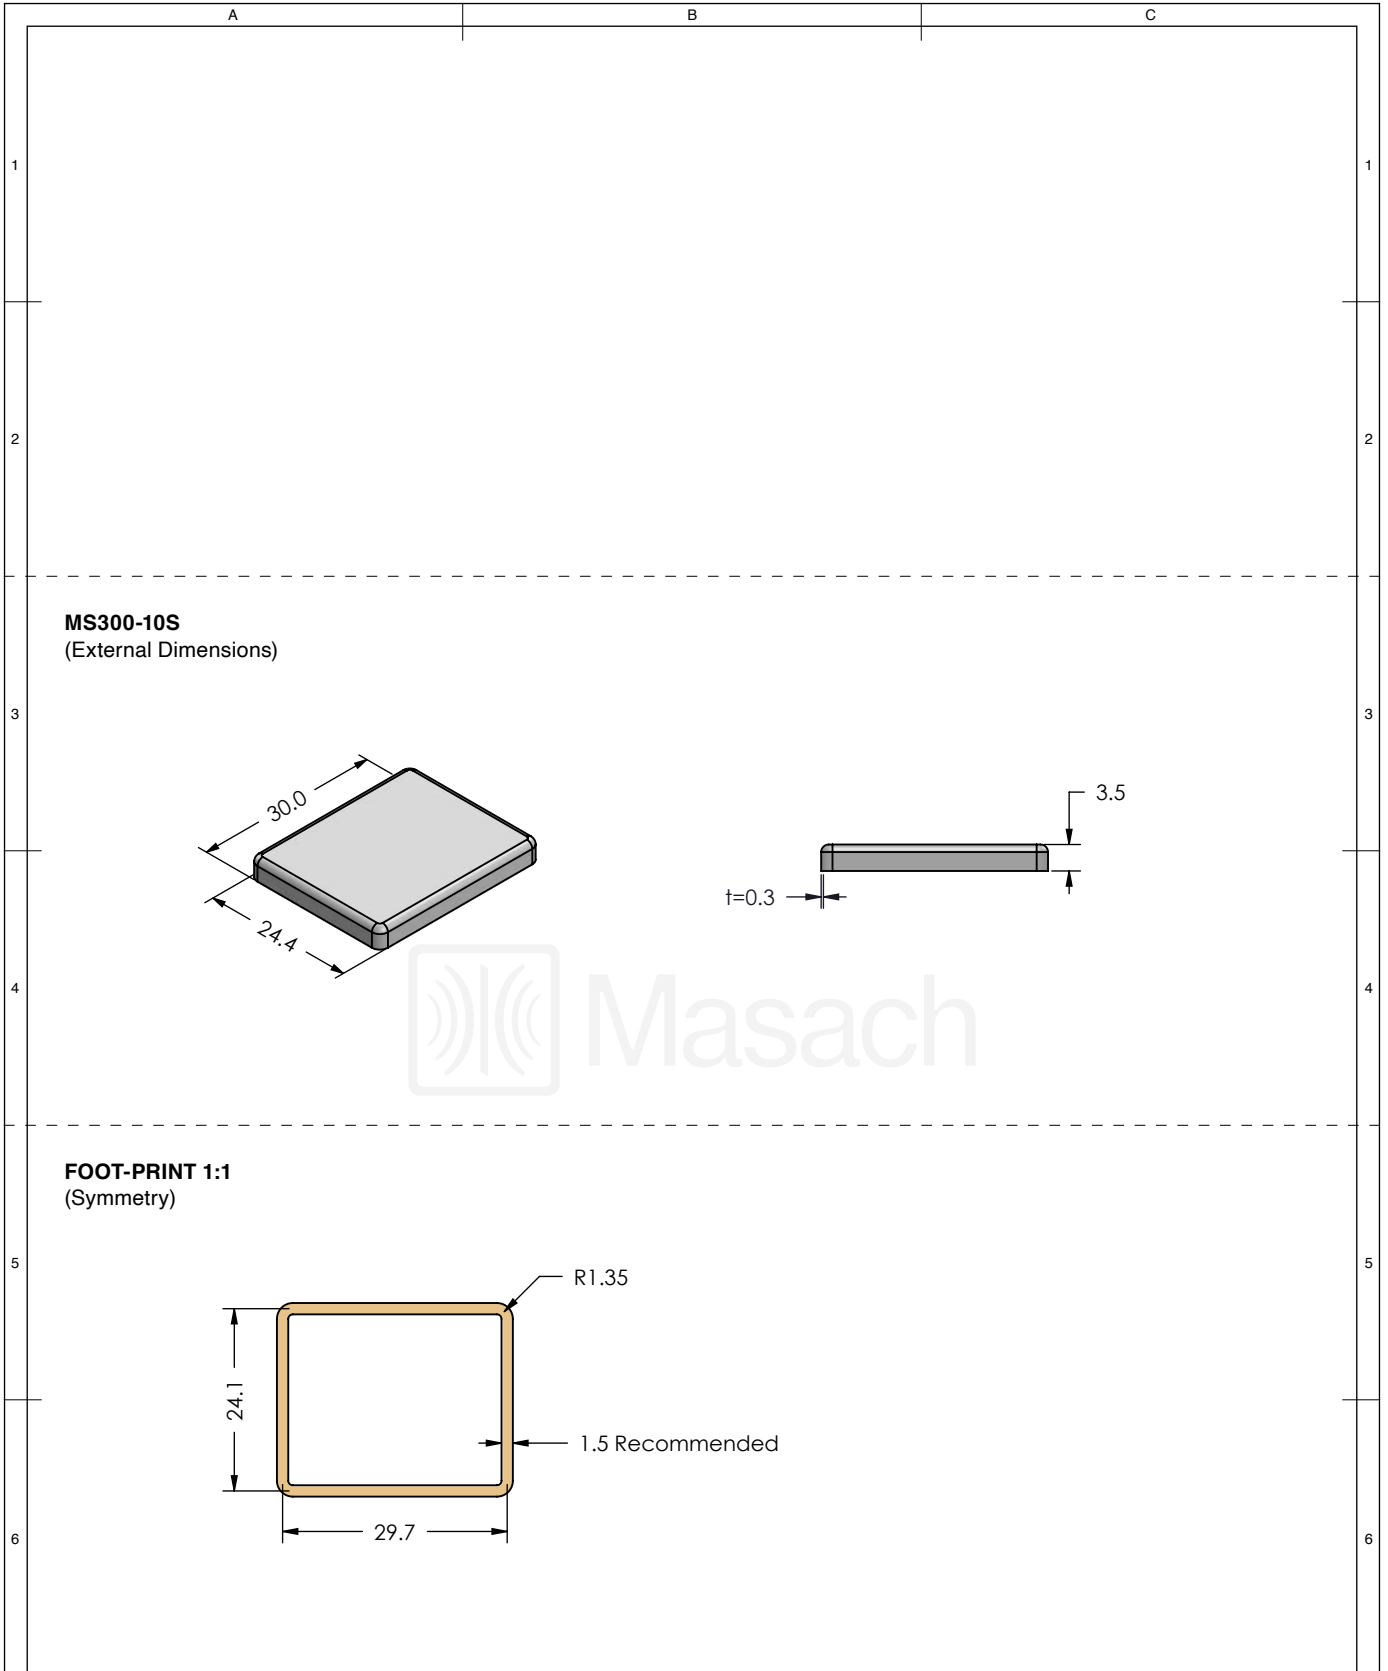 A B C
1 1
2 2
MS300-10S
(External Dimensions)
3 3
30.0
24.4
3.5
t=0.3
4 4
Masach
FOOT-PRINT 1:1
(Symmetry)
5 5
R1.35
24.1
1.5 Recommended
29.7
6 6